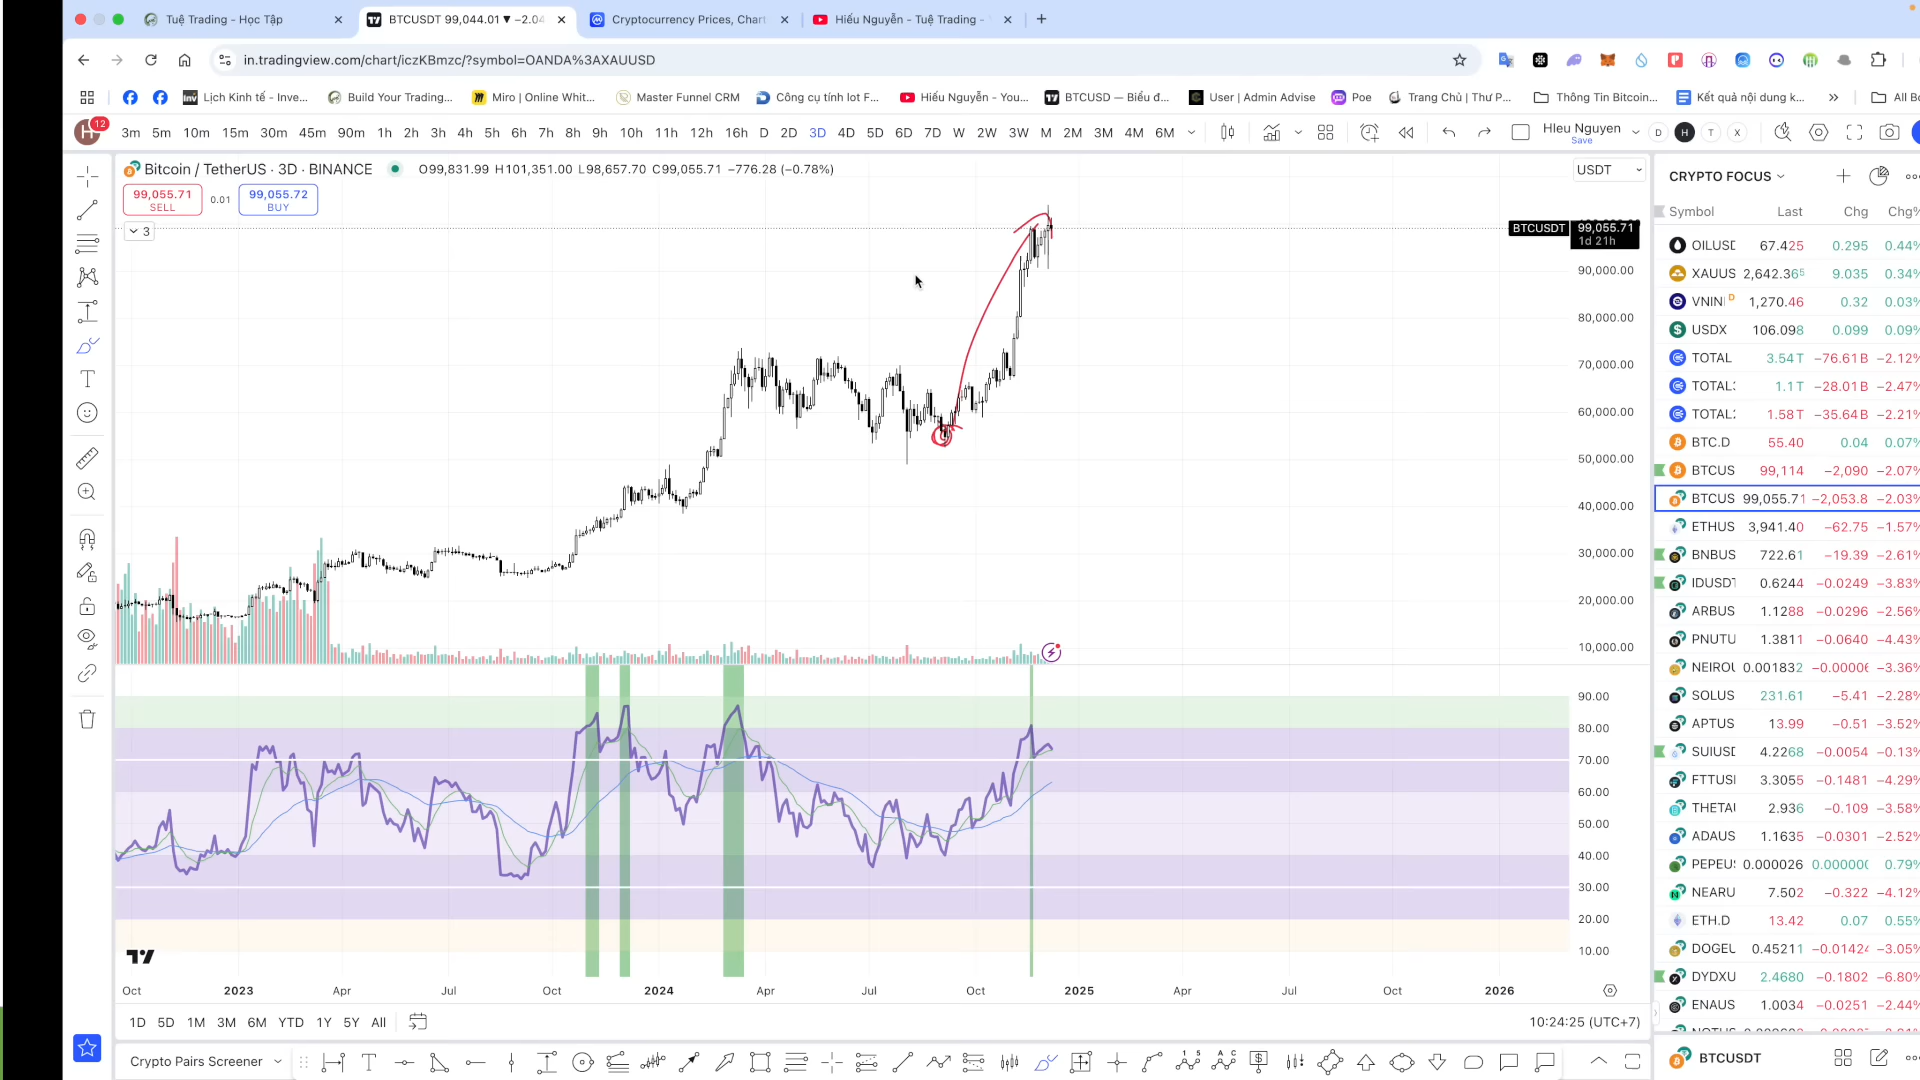 Tuệ Trading - Học Tập
BTCUSDT 99,044.01 ▼ −2.04
Cryptocurrency Prices, Chart
Hiếu Nguyễn - Tuệ Trading -
in.tradingview.com/chart/iczKBmzc/?symbol=OANDA%3AXAUUSD
Lịch Kinh tế - Inve...
Build Your Trading...
Miro | Online Whit...
Master Funnel CRM
Công cụ tính lot F...
Hiếu Nguyễn - You...
BTCUSD — Biểu đ...
User | Admin Advise
Poe
Trang Chủ | Thư P...
Thông Tin Bitcoin...
Kết quả nội dung k...
All Bo
H 12
3m 5m 10m 15m 30m 45m 90m 1h 2h 3h 4h 5h 6h 7h 8h 9h 10h 11h 12h 16h D 2D 3D 4D 5D 6D 7D W 2W 3W M 2M 3M 4M 6M
HIeu Nguyen
Save
D H T X
Bitcoin / TetherUS · 3D · BINANCE O99,831.99 H101,351.00 L98,657.70 C99,055.71 −776.28 (−0.78%)
99,055.71 SELL
0.01
99,055.72 BUY
3
USDT
BTCUSDT 99,055.71
1d 21h
90,000.00
80,000.00
70,000.00
60,000.00
50,000.00
40,000.00
30,000.00
20,000.00
10,000.00
90.00
80.00
70.00
60.00
50.00
40.00
30.00
20.00
10.00
Oct 2023 Apr Jul Oct 2024 Apr Jul Oct 2025 Apr Jul Oct 2026
1D 5D 1M 3M 6M YTD 1Y 5Y All
10:24:25 (UTC+7)
Crypto Pairs Screener
CRYPTO FOCUS
Symbol Last Chg Chg%
OILUSD 67.425 0.295 0.44%
XAUUS 2,642.365 9.035 0.34%
VNINI D 1,270.46 0.32 0.03%
USDX 106.098 0.099 0.09%
TOTAL 3.54 T −76.61 B −2.12%
TOTAL: 1.1 T −28.01 B −2.47%
TOTAL: 1.58 T −35.64 B −2.21%
BTC.D 55.40 0.04 0.07%
BTCUS 99,114 −2,090 −2.07%
BTCUS 99,055.71 −2,053.8 −2.03%
ETHUS 3,941.40 −62.75 −1.57%
BNBUS 722.61 −19.39 −2.61%
IDUSDT 0.6244 −0.0249 −3.83%
ARBUS 1.1288 −0.0296 −2.56%
PNUTU 1.3811 −0.0640 −4.43%
NEIROU 0.001832 −0.00006 −3.36%
SOLUS 231.61 −5.41 −2.28%
APTUS 13.99 −0.51 −3.52%
SUIUSD 4.2268 −0.0054 −0.13%
FTTUSI 3.3055 −0.1481 −4.29%
THETAU 2.936 −0.109 −3.58%
ADAUS 1.1635 −0.0301 −2.52%
PEPEU 0.000026 0.000000 0.79%
NEARU 7.502 −0.322 −4.12%
ETH.D 13.42 0.07 0.55%
DOGEU 0.45211 −0.01424 −3.05%
DYDXU 2.4680 −0.1802 −6.80%
ENAUS 1.0034 −0.0251 −2.44%
BTCUSDT